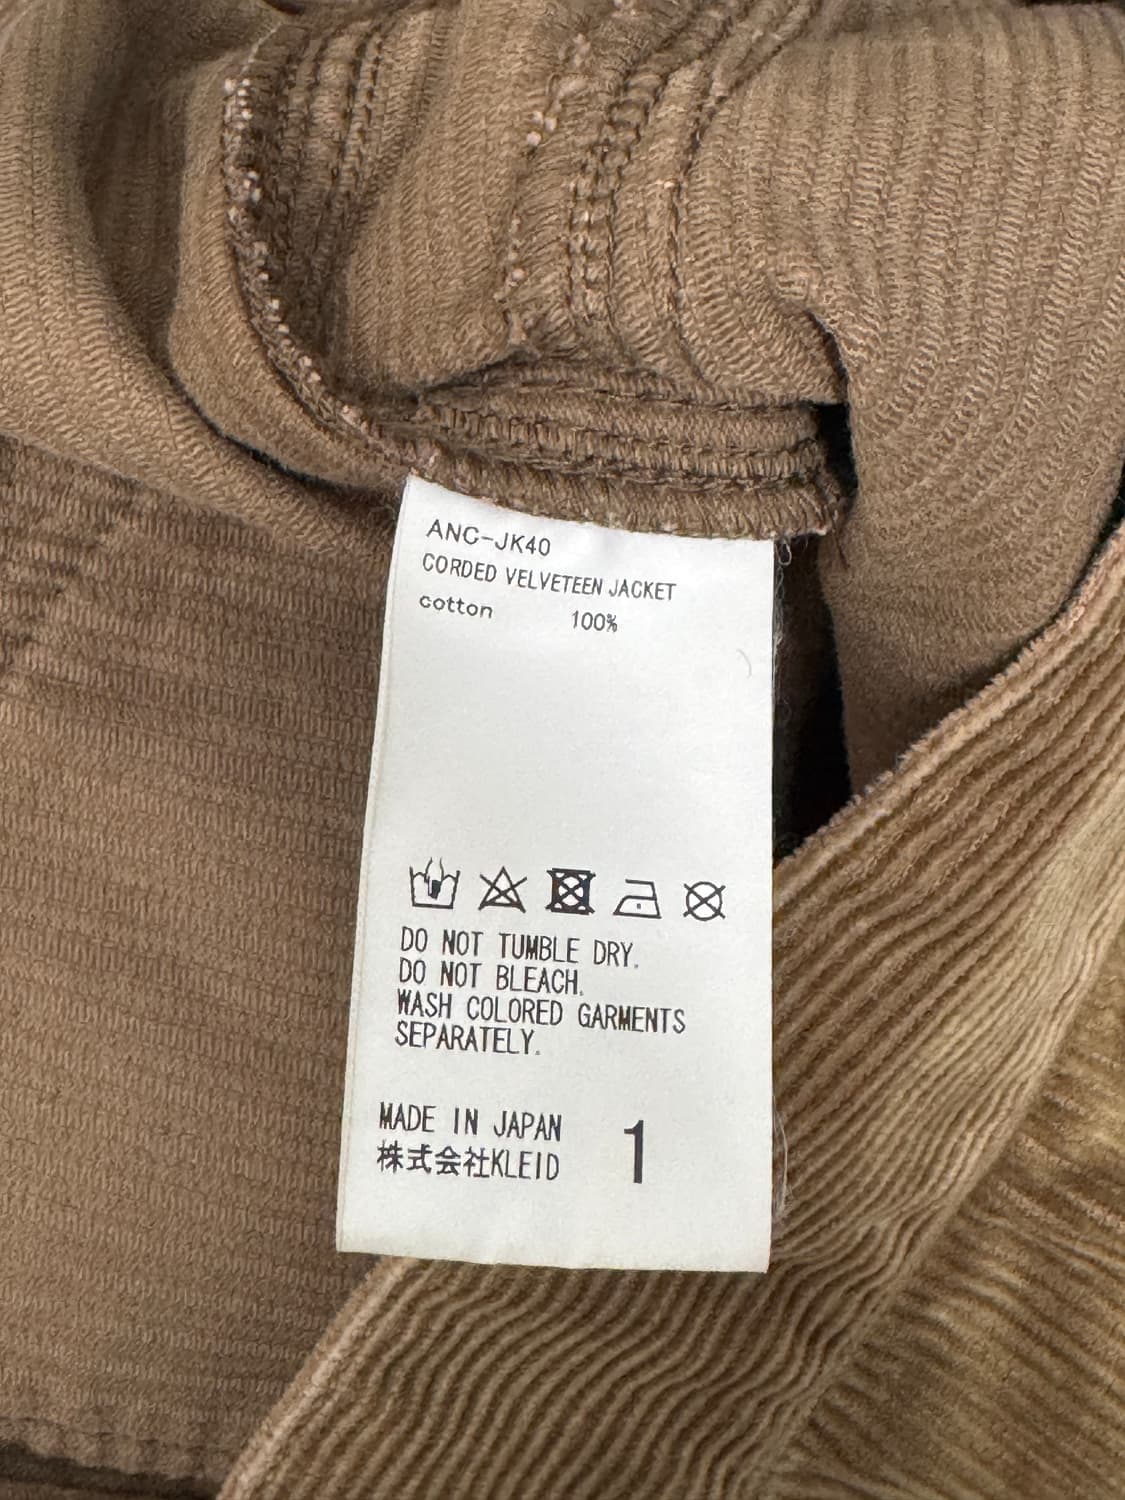 ANC-JK40
CORDED VELVETEEN JACKET
cotton 100%
DO NOT TUMBLE DRY.
DO NOT BLEACH.
WASH COLORED GARMENTS
SEPARATELY.
MADE IN JAPAN
株式会社KLEID
1